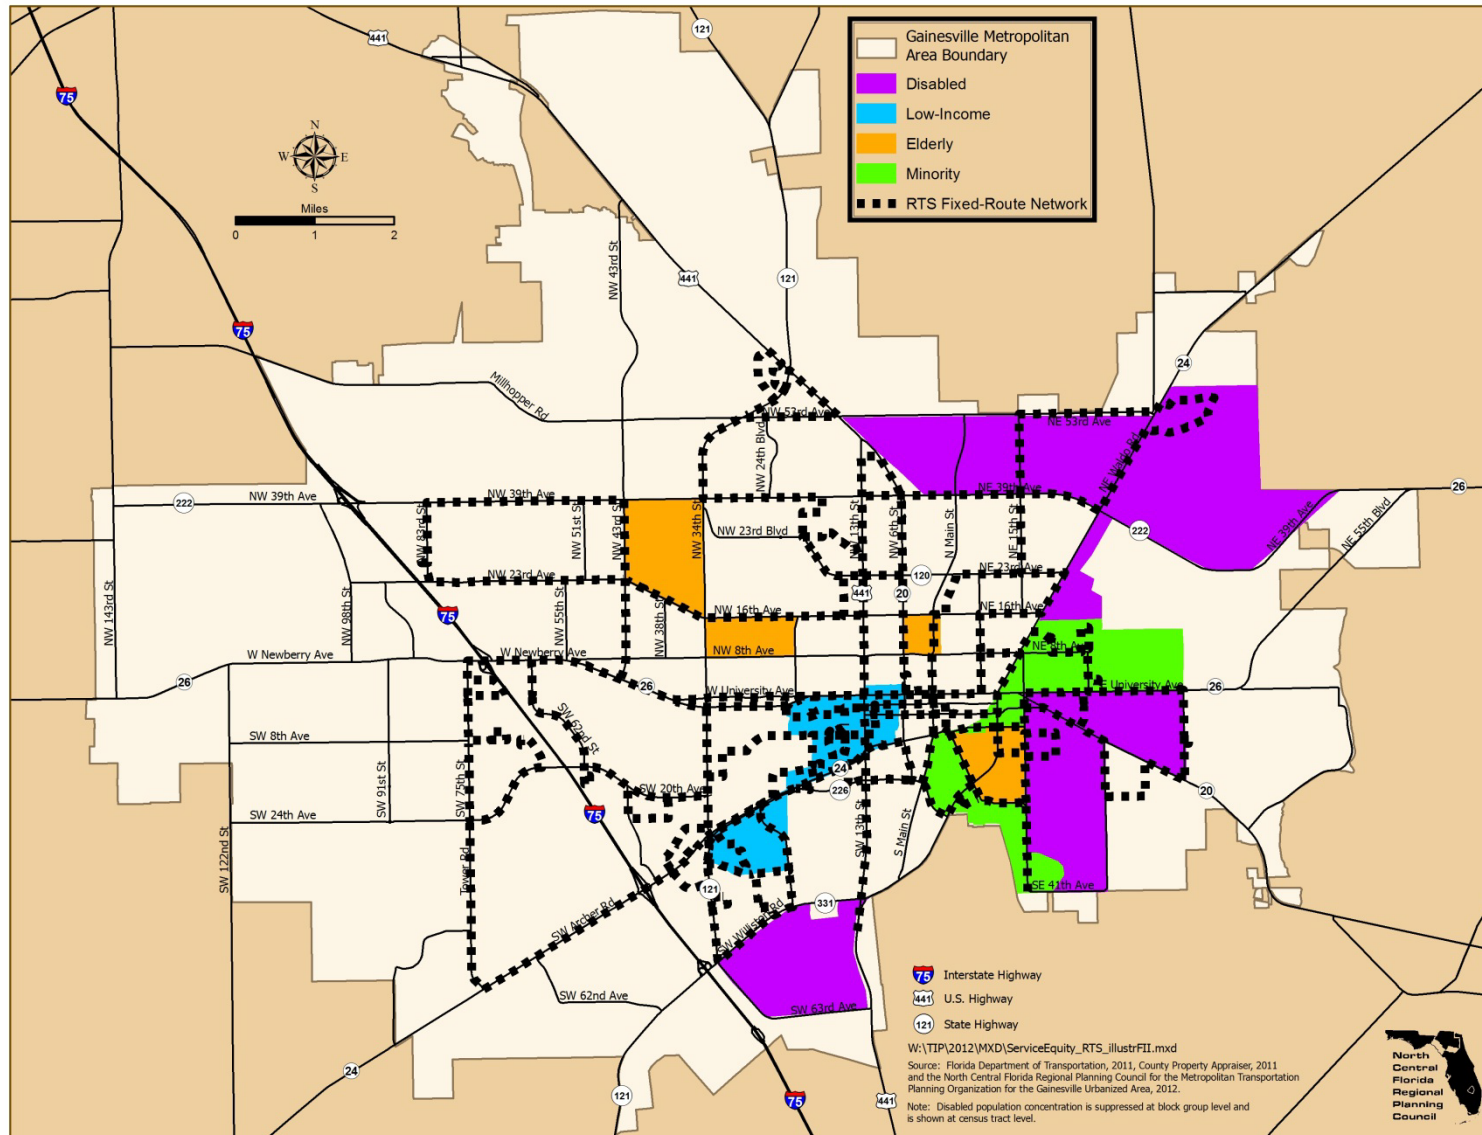 Gainesville Metropolitan
Area Boundary
Disabled
Low-Income
Elderly
Minority
RTS Fixed-Route Network
121
441
75
N
W E
S
Miles
0 1 2
NW 43rd St
441
121
75
24
Millhopper Rd
NW 53rd Ave
NE 53rd Ave
NW 24th Blvd
NE Waldo Rd
222
NW 39th Ave
NW 39th Ave
NE 39th Ave
26
NW 83rd St
NW 51st St
NW 43rd St
NW 34th St
NW 23rd Blvd
NW 13th St
NW 6th St
N Main St
NE 15th St
222
NE 39th Ave
NE 55th Blvd
NW 143rd St
NW 98th St
NW 23rd Ave
120
NE 23rd Ave
75
NW 55th St
NW 38th St
NW 16th Ave
441
20
NE 16th Ave
W Newberry Ave
W Newberry Ave
NW 8th Ave
NE 8th Ave
26
26
W University Ave
E University Ave
26
SW 8th Ave
SW 62nd St
SW 91st St
SW 75th St
24
SW 20th Ave
226
20
SW 24th Ave
75
SW 122nd St
Tower Rd
SW 13th St
S Main St
121
SE 41th Ave
SW Archer Rd
SW Williston Rd
331
SW 62nd Ave
SW 63rd Ave
24
121
75
441
75 Interstate Highway
441 U.S. Highway
121 State Highway
W:\TIP\2012\MXD\ServiceEquity_RTS_illustrFII.mxd
Source: Florida Department of Transportation, 2011, County Property Appraiser, 2011
and the North Central Florida Regional Planning Council for the Metropolitan Transportation
Planning Organization for the Gainesville Urbanized Area, 2012.
Note: Disabled population concentration is suppressed at block group level and
is shown at census tract level.
North
Central
Florida
Regional
Planning
Council